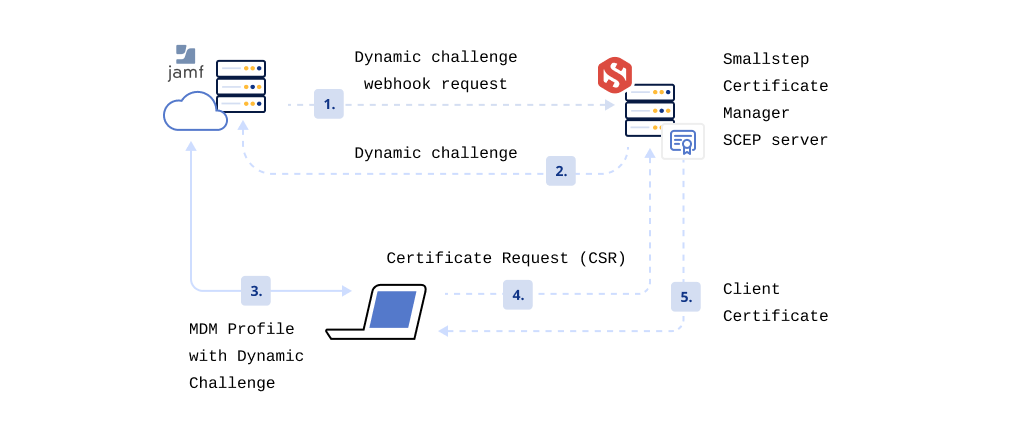 jamf
Dynamic challenge
webhook request
1.
Smallstep
Certificate
Manager
SCEP server
Dynamic challenge
2.
Certificate Request (CSR)
3.
4.
5.
Client
Certificate
MDM Profile
with Dynamic
Challenge